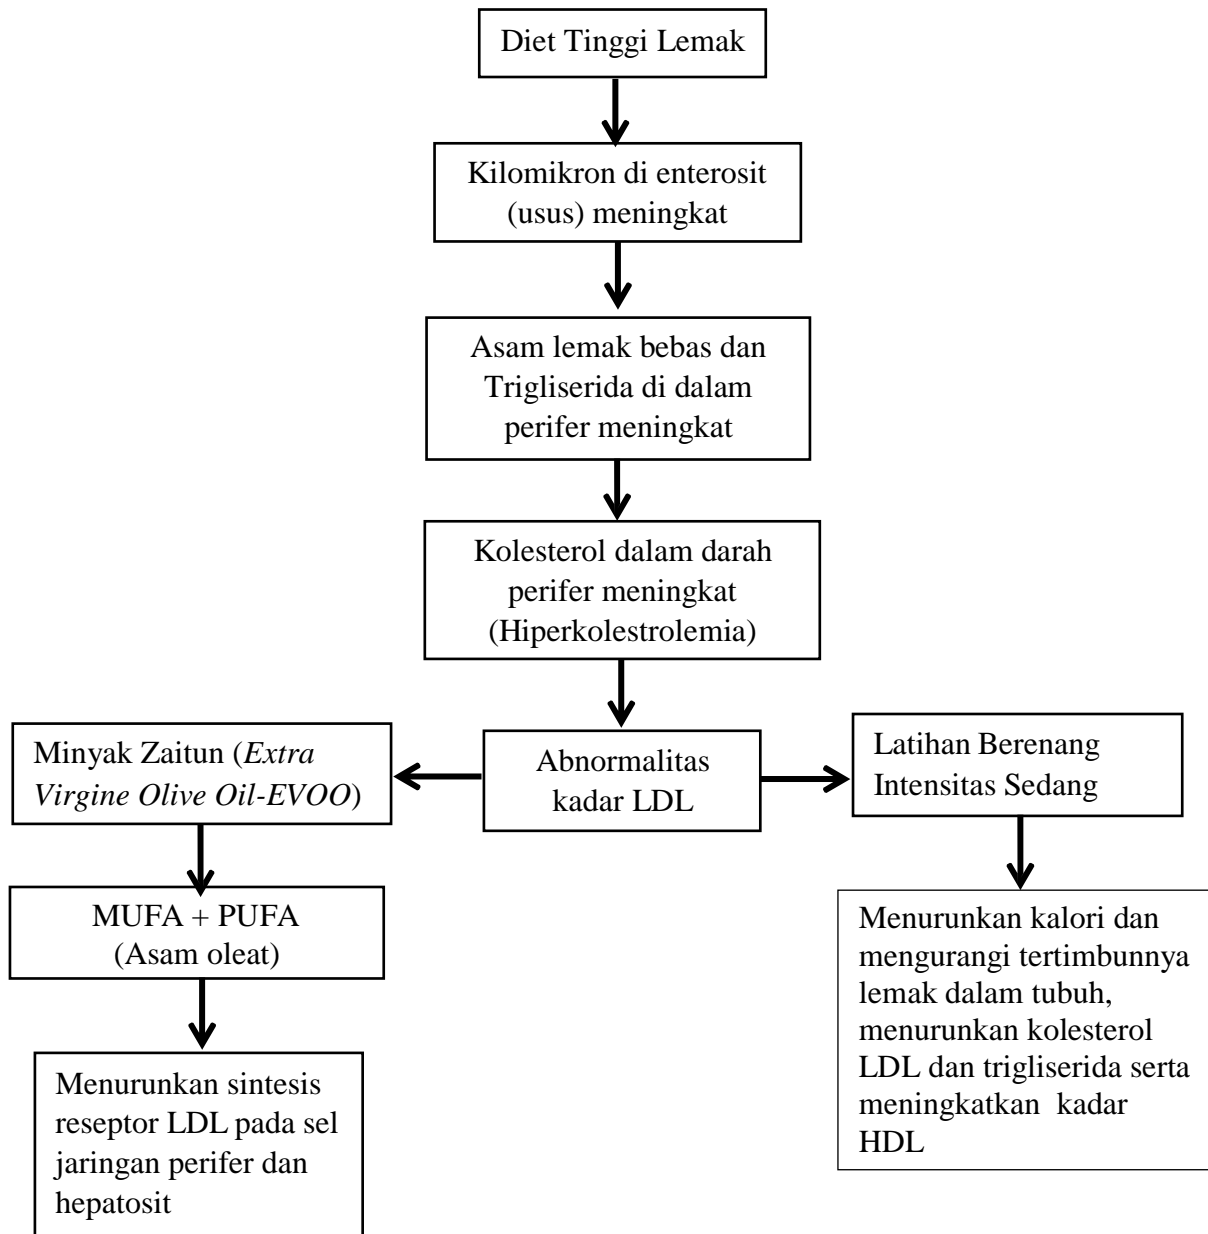 Diet Tinggi Lemak
Kilomikron di enterosit
(usus) meningkat
Asam lemak bebas dan
Trigliserida di dalam
perifer meningkat
Kolesterol dalam darah
perifer meningkat
(Hiperkolestrolemia)
Abnormalitas
kadar LDL
Minyak Zaitun (Extra
Virgine Olive Oil-EVOO)
MUFA + PUFA
(Asam oleat)
Menurunkan sintesis
reseptor LDL pada sel
jaringan perifer dan
hepatosit
Latihan Berenang
Intensitas Sedang
Menurunkan kalori dan
mengurangi tertimbunnya
lemak dalam tubuh,
menurunkan kolesterol
LDL dan trigliserida serta
meningkatkan kadar
HDL